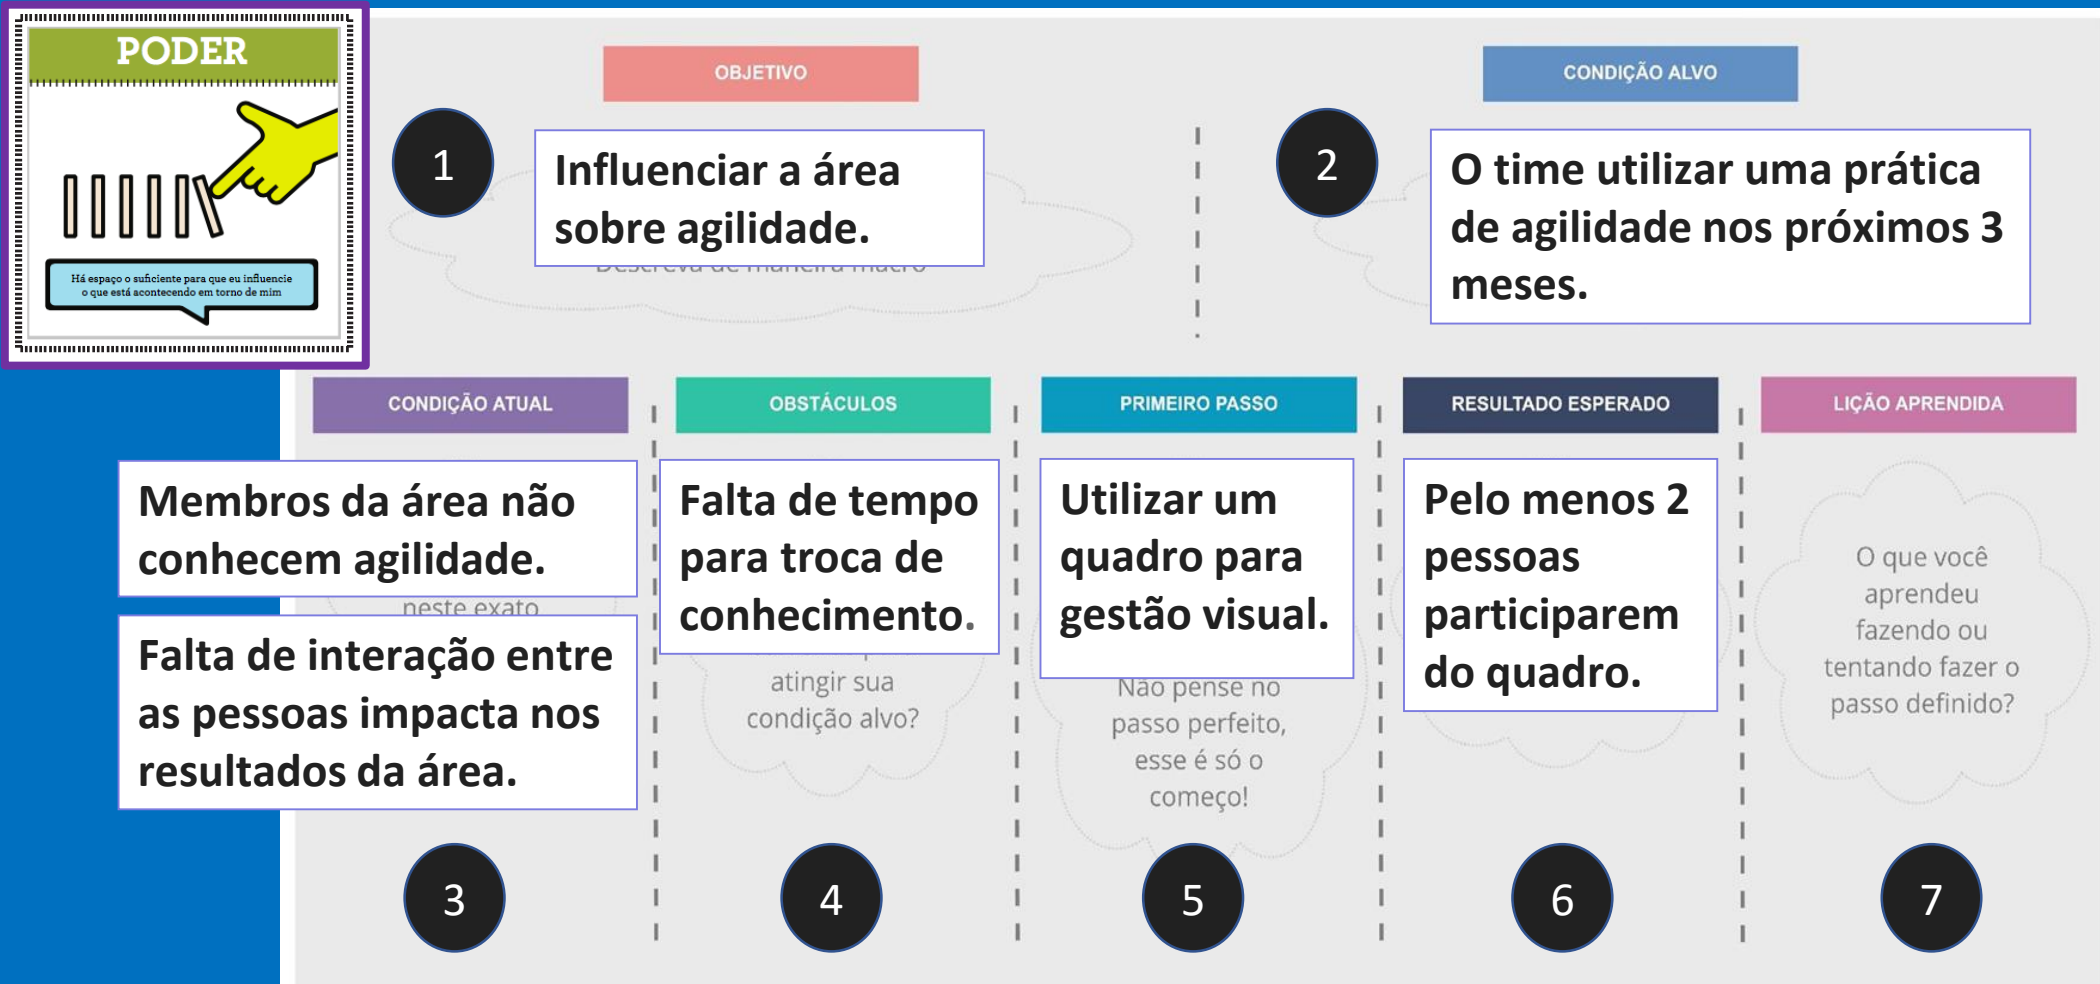 PODER
Há espaço o suficiente para que eu influencie
o que está acontecendo em torno de mim
OBJETIVO
1
Influenciar a área
sobre agilidade.
Descreva de maneira macro
CONDIÇÃO ALVO
2
O time utilizar uma prática
de agilidade nos próximos 3
meses.
CONDIÇÃO ATUAL
Membros da área não
conhecem agilidade.
neste exato
Falta de interação entre
as pessoas impacta nos
resultados da área.
3
OBSTÁCULOS
Falta de tempo
para troca de
conhecimento.
atingir sua
condição alvo?
4
PRIMEIRO PASSO
Utilizar um
quadro para
gestão visual.
Não pense no
passo perfeito,
esse é só o
começo!
5
RESULTADO ESPERADO
Pelo menos 2
pessoas
participarem
do quadro.
6
LIÇÃO APRENDIDA
O que você
aprendeu
fazendo ou
tentando fazer o
passo definido?
7